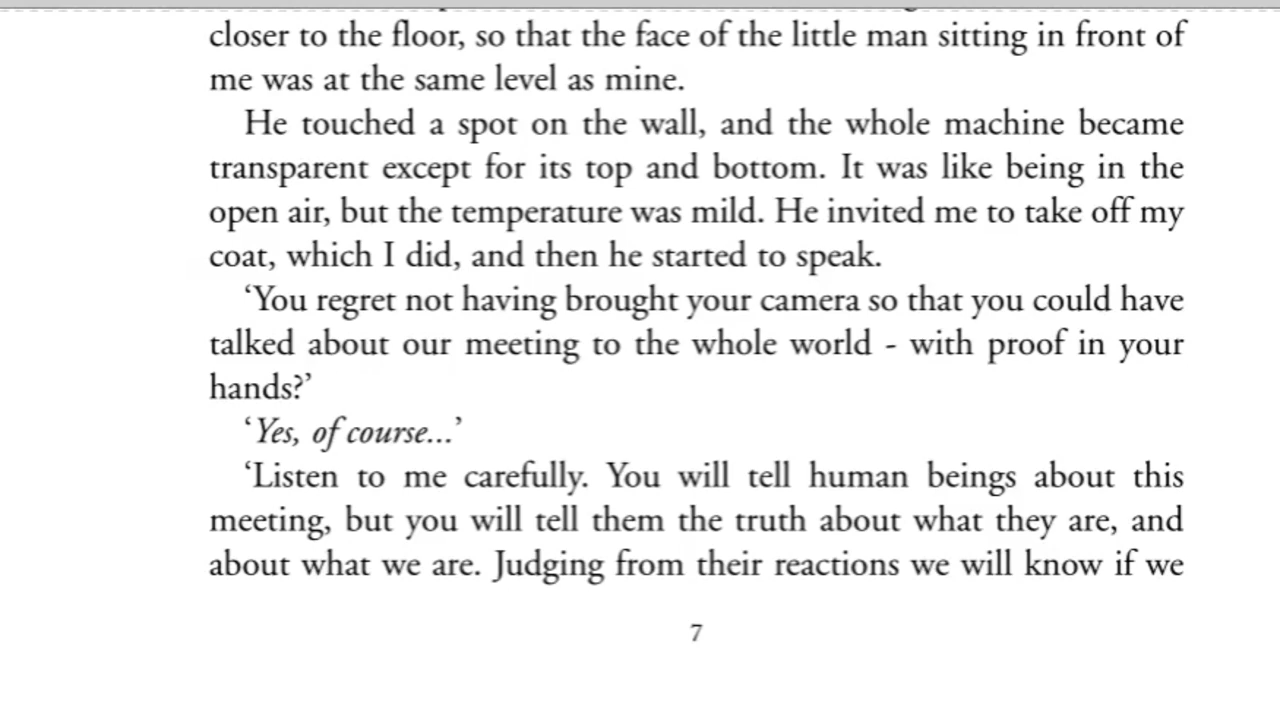 closer to the floor, so that the face of the little man sitting in front of
me was at the same level as mine.
He touched a spot on the wall, and the whole machine became
transparent except for its top and bottom. It was like being in the
open air, but the temperature was mild. He invited me to take off my
coat, which I did, and then he started to speak.
‘You regret not having brought your camera so that you could have
talked about our meeting to the whole world - with proof in your
hands?’
‘Yes, of course...’
‘Listen to me carefully. You will tell human beings about this
meeting, but you will tell them the truth about what they are, and
about what we are. Judging from their reactions we will know if we
7